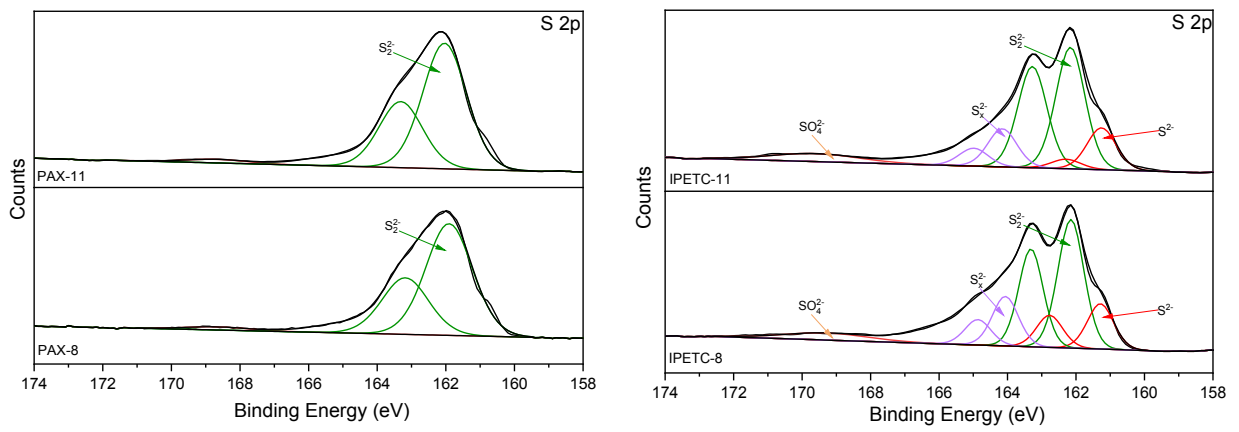 S 2p
S₂²⁻
PAX-11
S₂²⁻
PAX-8
174 172 170 168 166 164 162 160 158
Binding Energy (eV)
Counts
S 2p
S₂²⁻
Sₓ²⁻
SO₄²⁻
S²⁻
IPETC-11
S₂²⁻
Sₓ²⁻
SO₄²⁻
S²⁻
IPETC-8
174 172 170 168 166 164 162 160 158
Binding Energy (eV)
Counts